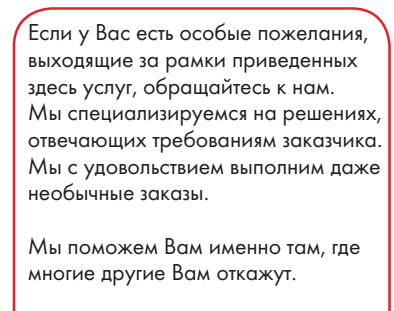 Если у Вас есть особые пожелания,
выходящие за рамки приведенных
здесь услуг, обращайтесь к нам.
Мы специализируемся на решениях,
отвечающих требованиям заказчика.
Мы с удовольствием выполним даже
необычные заказы.
Мы поможем Вам именно там, где
многие другие Вам откажут.